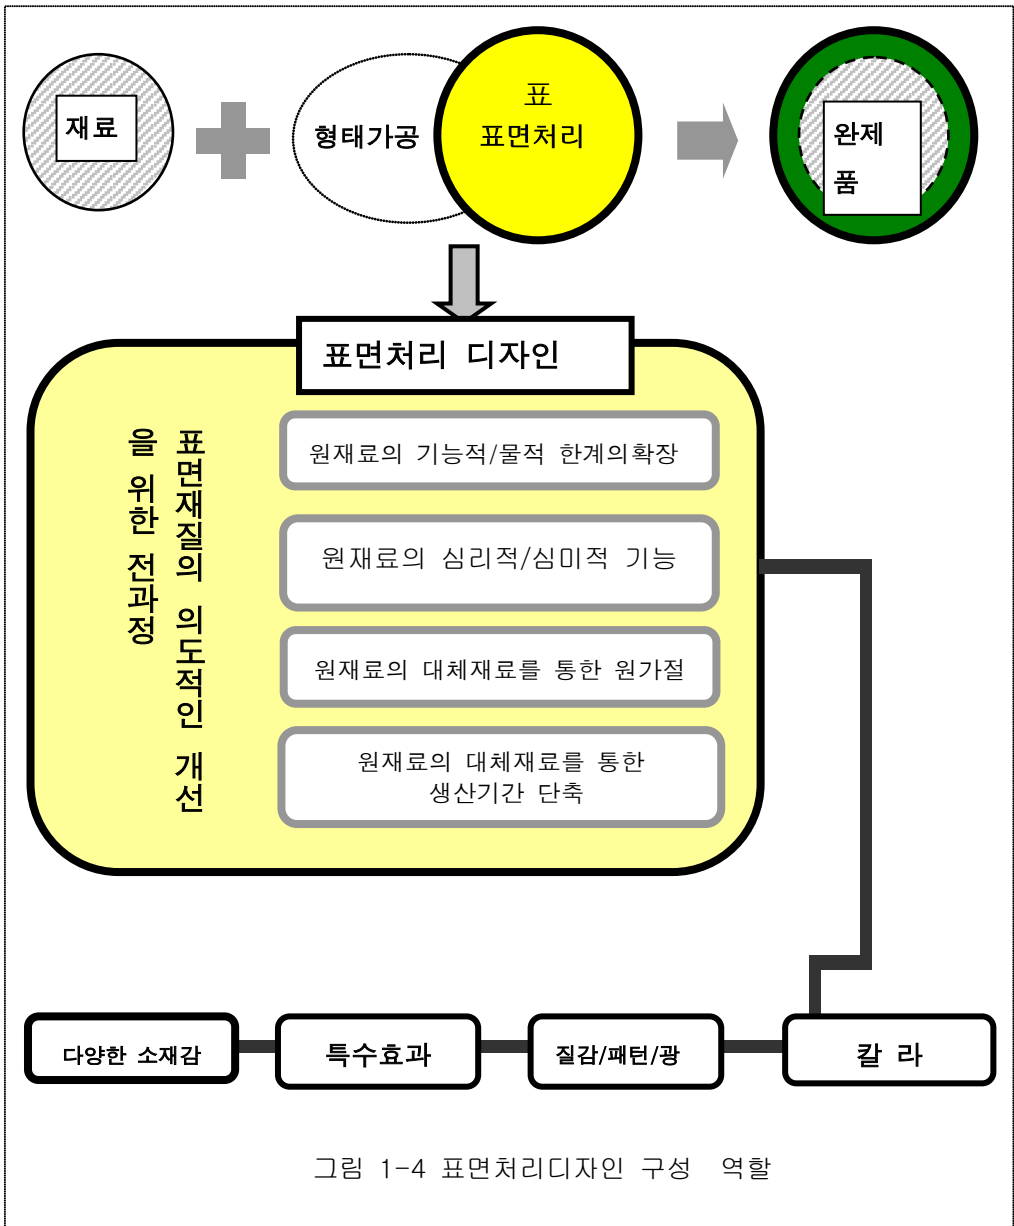 재료
형태가공
표
표면처리
완제
품
표면처리 디자인
표면재질의 의도적인 개선
을 위한 전과정
원재료의 기능적/물적 한계의확장
원재료의 심리적/심미적 기능
원재료의 대체재료를 통한 원가절
원재료의 대체재료를 통한
생산기간 단축
다양한 소재감
특수효과
질감/패턴/광
칼 라
그림 1-4 표면처리디자인 구성 역할